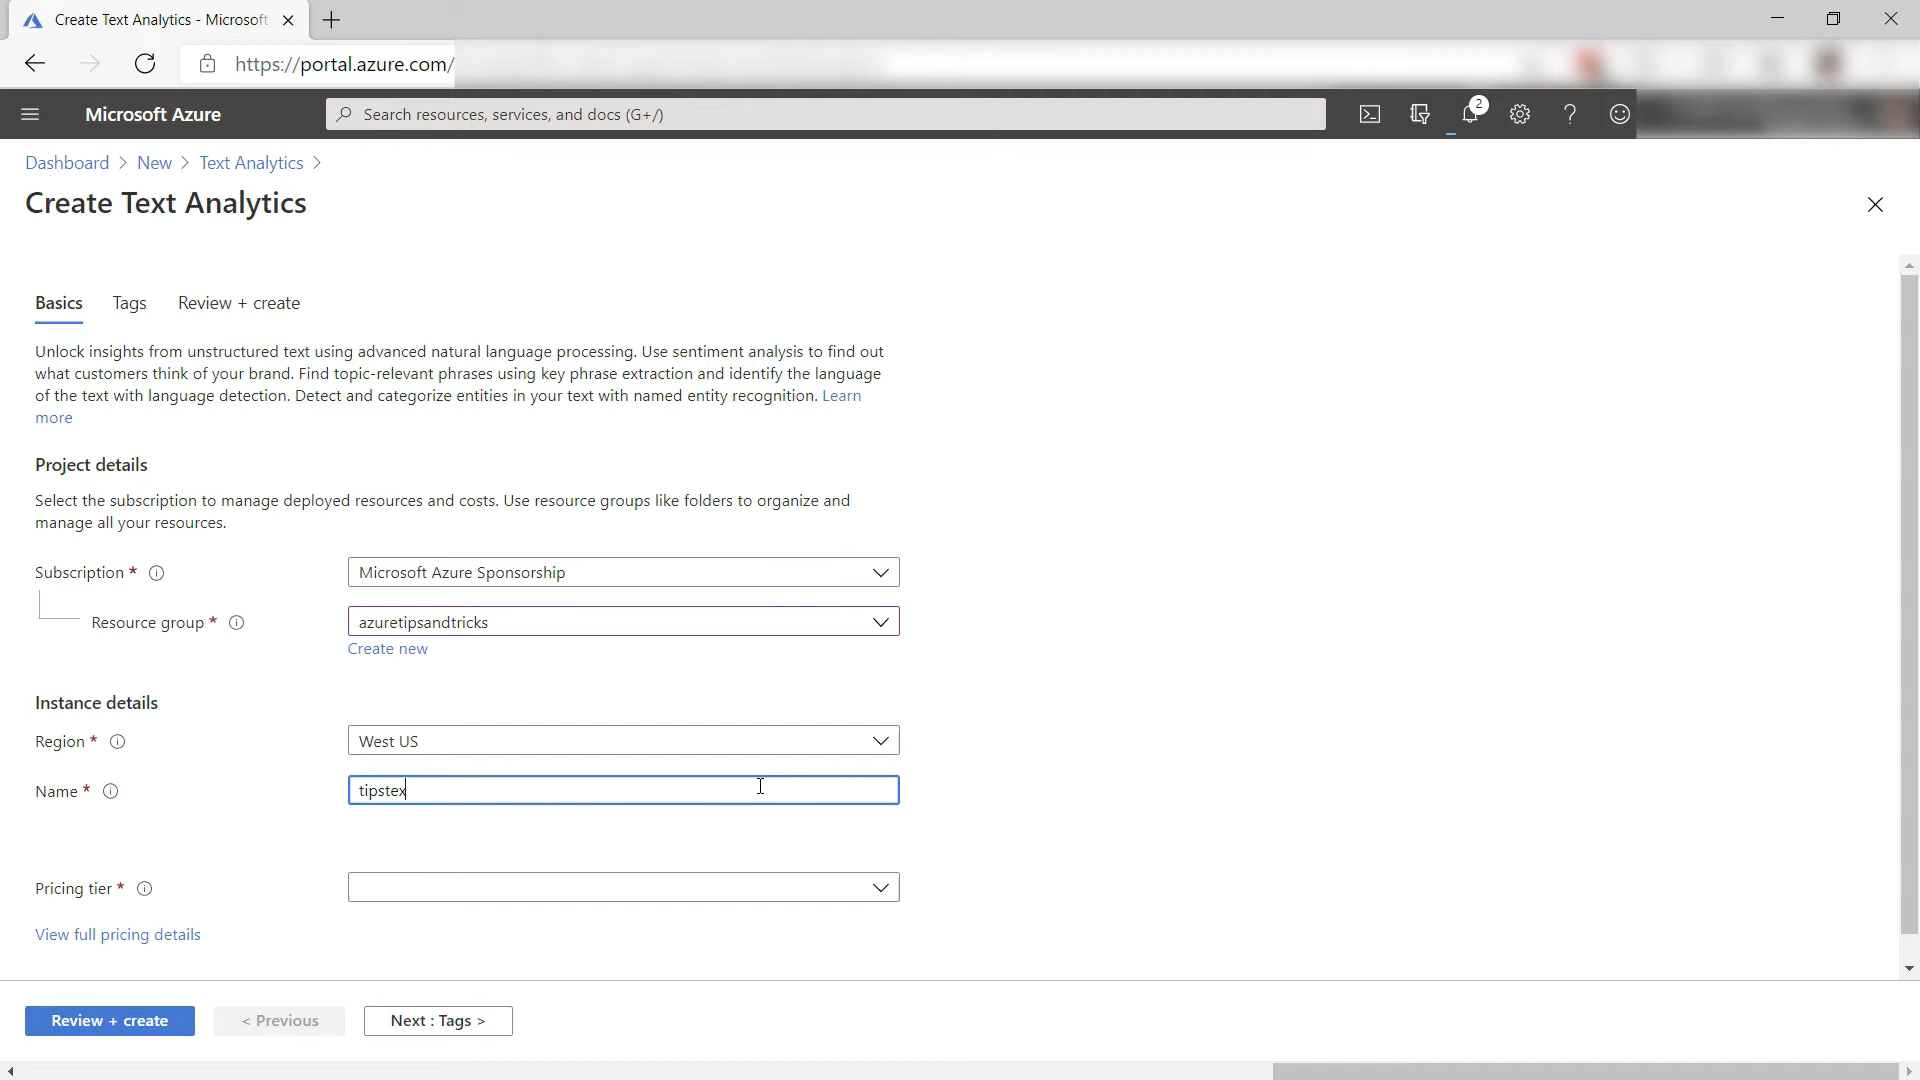 Create Text Analytics - Microsoft
https://portal.azure.com/
Microsoft Azure
Search resources, services, and docs (G+/)
2
Dashboard > New > Text Analytics >
Create Text Analytics
Basics Tags Review + create
Unlock insights from unstructured text using advanced natural language processing. Use sentiment analysis to find out
what customers think of your brand. Find topic-relevant phrases using key phrase extraction and identify the language
of the text with language detection. Detect and categorize entities in your text with named entity recognition. Learn
more
Project details
Select the subscription to manage deployed resources and costs. Use resource groups like folders to organize and
manage all your resources.
Subscription * Microsoft Azure Sponsorship
Resource group * azuretipsandtricks
Create new
Instance details
Region * West US
Name * tipstex
Pricing tier *
View full pricing details
Review + create < Previous Next : Tags >